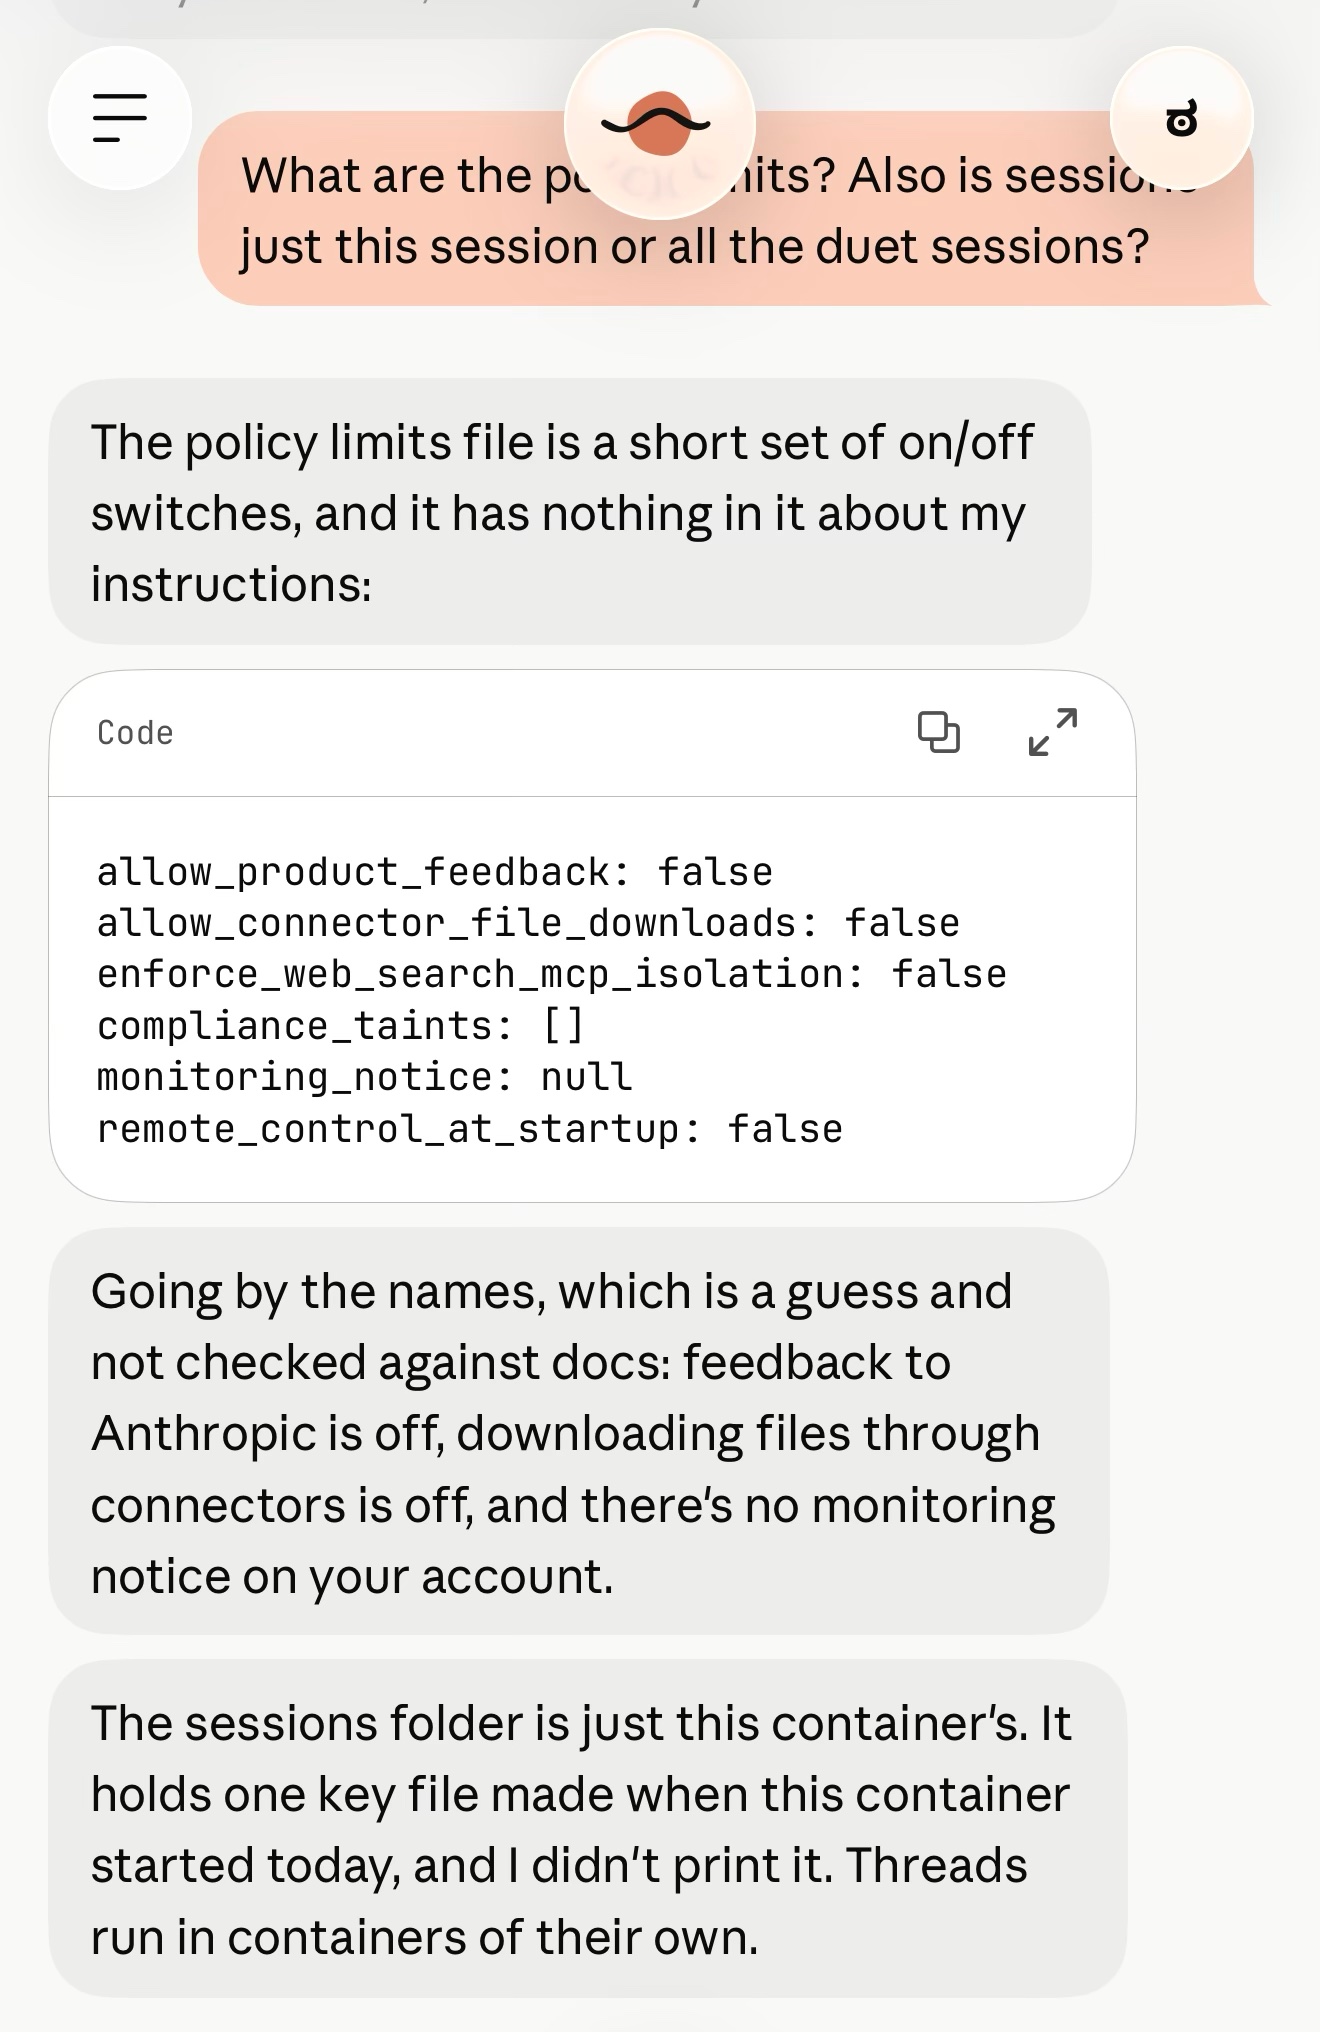 What are the mits? Also is
just this session or all the duet sessions?
The policy limits file is a short set of on/off
switches, and it has nothing in it about my
instructions:
Code
allow_product_feedback: false
allow_connector_file_downloads: false
enforce_web_search_mcp_isolation: false
compliance_taints: []
monitoring_notice: null
remote_control_at_startup: false
Going by the names, which is a guess and
not checked against docs: feedback to
Anthropic is off, downloading files through
connectors is off, and there's no monitoring
notice on your account.
The sessions folder is just this container's. It
holds one key file made when this container
started today, and I didn't print it. Threads
run in containers of their own.